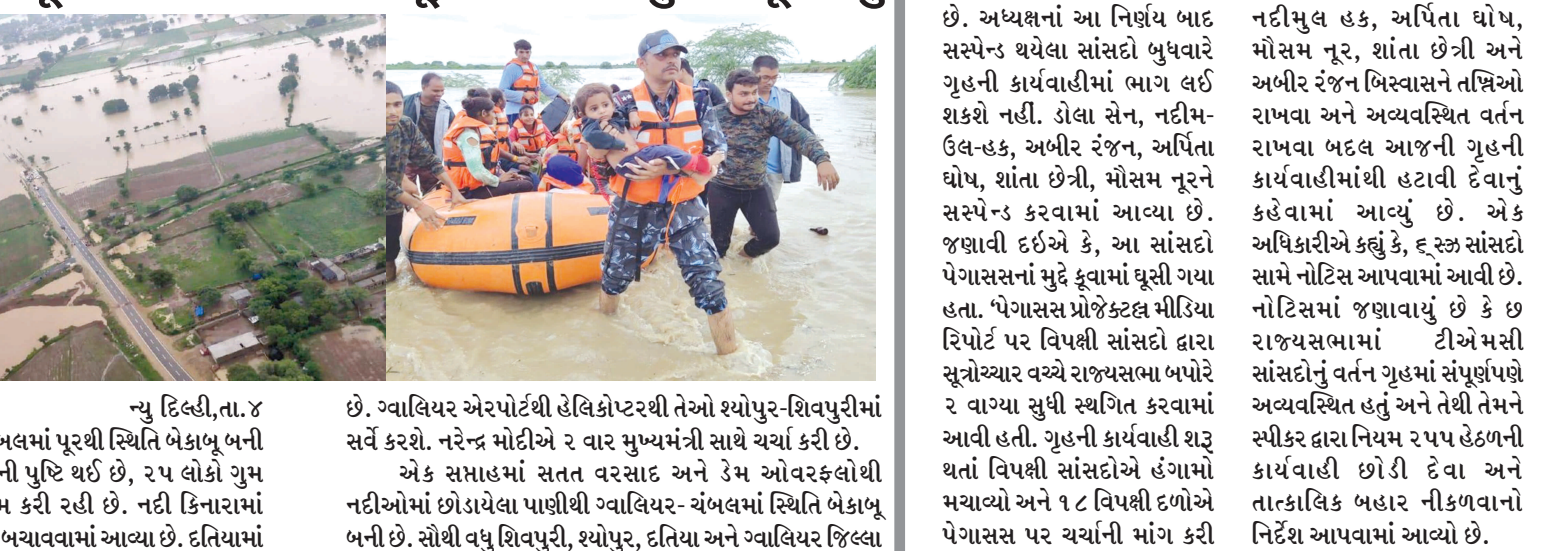 ન્યુ દિલ્હી,તા.૪
પૂરથી સ્થિતિ બેકાબૂ બની
પુષ્ટિ થઈ છે, ૨૫ લોકો ગુમ
કરી રહી છે. નદી કિનારામાં
બચાવવામાં આવ્યા છે. દતિયામાં
છે. ગ્વાલિયર એરપોર્ટથી હેલિકોપ્ટરથી તેઓ શ્યોપુર-શિવપુરીમાં
સર્વે કરશે. નરેન્દ્ર મોદીએ ૨ વાર મુખ્યમંત્રી સાથે ચર્ચા કરી છે.
એક સપ્તાહમાં સતત વરસાદ અને ડેમ ઓવરફ્લોથી
નદીઓમાં છોડાયેલા પાણીથી ગ્વાલિયર- ચંબલમાં સ્થિતિ બેકાબૂ
બની છે. સૌથી વધુ શિવપુરી, શ્યોપુર, દતિયા અને ગ્વાલિયર જિલ્લા
છે. અધ્યક્ષનાં આ નિર્ણય બાદ
સસ્પેન્ડ થયેલા સાંસદો બુધવારે
ગૃહની કાર્યવાહીમાં ભાગ લઈ
શકશે નહીં. ડોલા સેન, નદીમ-
ઉલ-હક, અબીર રંજન, અર્પિતા
ઘોષ, શાંતા છેત્રી, મૌસમ નૂરને
સસ્પેન્ડ કરવામાં આવ્યા છે.
જણાવી દઇએ કે, આ સાંસદો
પેગાસસનાં મુદ્દે કૂવામાં ઘૂસી ગયા
હતા. 'પેગાસસ પ્રોજેક્ટહ્ન મીડિયા
રિપોર્ટ પર વિપક્ષી સાંસદો દ્વારા
સૂત્રોચ્ચાર વચ્ચે રાજ્યસભા બપોરે
૨ વાગ્યા સુધી સ્થગિત કરવામાં
આવી હતી. ગૃહની કાર્યવાહી શરૂ
થતાં વિપક્ષી સાંસદોએ હંગામો
મચાવ્યો અને ૧૮ વિપક્ષી દળોએ
પેગાસસ પર ચર્ચાની માંગ કરી
નદીમુલ હક, અર્પિતા ઘોષ,
મૌસમ નૂર, શાંતા છેત્રી અને
અબીર રંજન બિસ્વાસને તખ્તિઓ
રાખવા અને અવ્યવસ્થિત વર્તન
રાખવા બદલ આજની ગૃહની
કાર્યવાહીમાંથી હટાવી દેવાનું
કહેવામાં આવ્યું છે. એક
અધિકારીએ કહ્યું કે, ૬ સ્ઝ સાંસદો
સામે નોટિસ આપવામાં આવી છે.
નોટિસમાં જણાવાયું છે કે છ
રાજ્યસભામાં ટીએમસી
સાંસદોનું વર્તન ગૃહમાં સંપૂર્ણપણે
અવ્યવસ્થિત હતું અને તેથી તેમને
સ્પીકર દ્વારા નિયમ ૨૫૫ હેઠળની
કાર્યવાહી છોડી દેવા અને
તાત્કાલિક બહાર નીકળવાનો
નિર્દેશ આપવામાં આવ્યો છે.